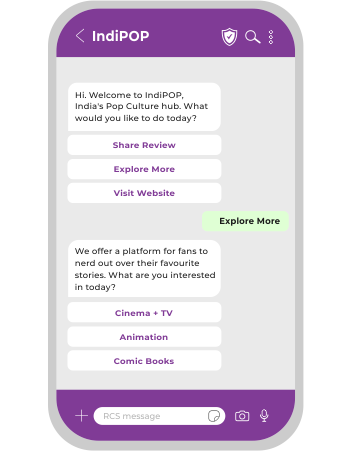 IndiPOP
Hi. Welcome to IndiPOP,
India's Pop Culture hub. What
would you like to do today?
Share Review
Explore More
Visit Website
Explore More
We offer a platform for fans to
nerd out over their favourite
stories. What are you interested
in today?
Cinema + TV
Animation
Comic Books
RCS message